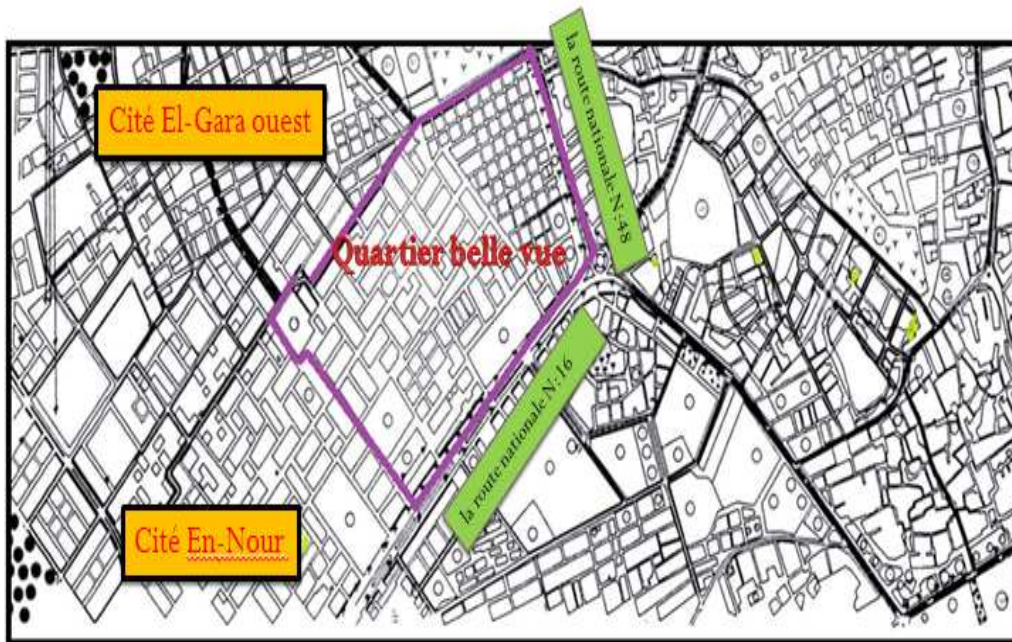 Cité El-Gara ouest
la route nationale N:48
Quartier belle vue
la route nationale N:16
Cité En-Nour